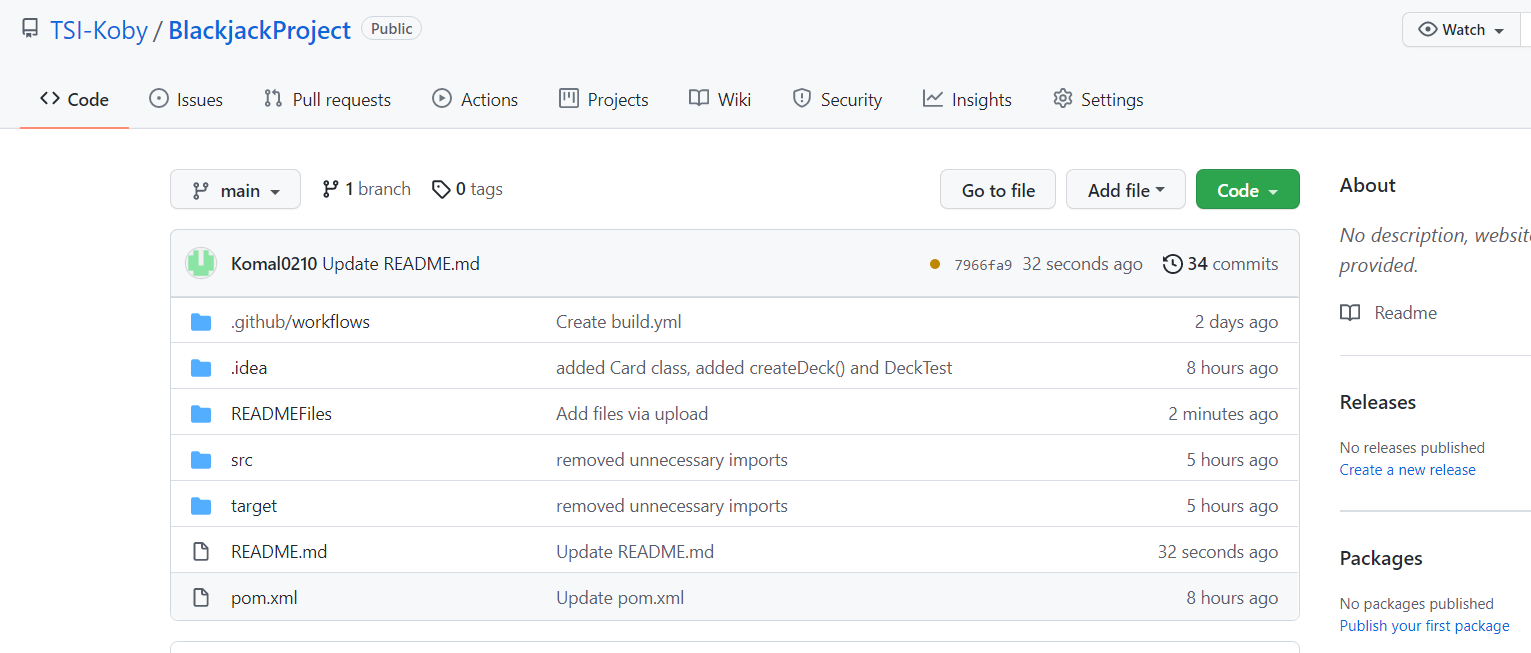 TSI-Koby / BlackjackProject Public Watch
Code Issues Pull requests Actions Projects Wiki Security Insights Settings
main 1 branch 0 tags Go to file Add file Code
Komal0210 Update README.md 7966fa9 32 seconds ago 34 commits
.github/workflows Create build.yml 2 days ago
.idea added Card class, added createDeck() and DeckTest 8 hours ago
READMEFiles Add files via upload 2 minutes ago
src removed unnecessary imports 5 hours ago
target removed unnecessary imports 5 hours ago
README.md Update README.md 32 seconds ago
pom.xml Update pom.xml 8 hours ago
About
No description, websit
provided.
Readme
Releases
No releases published
Create a new release
Packages
No packages published
Publish your first package